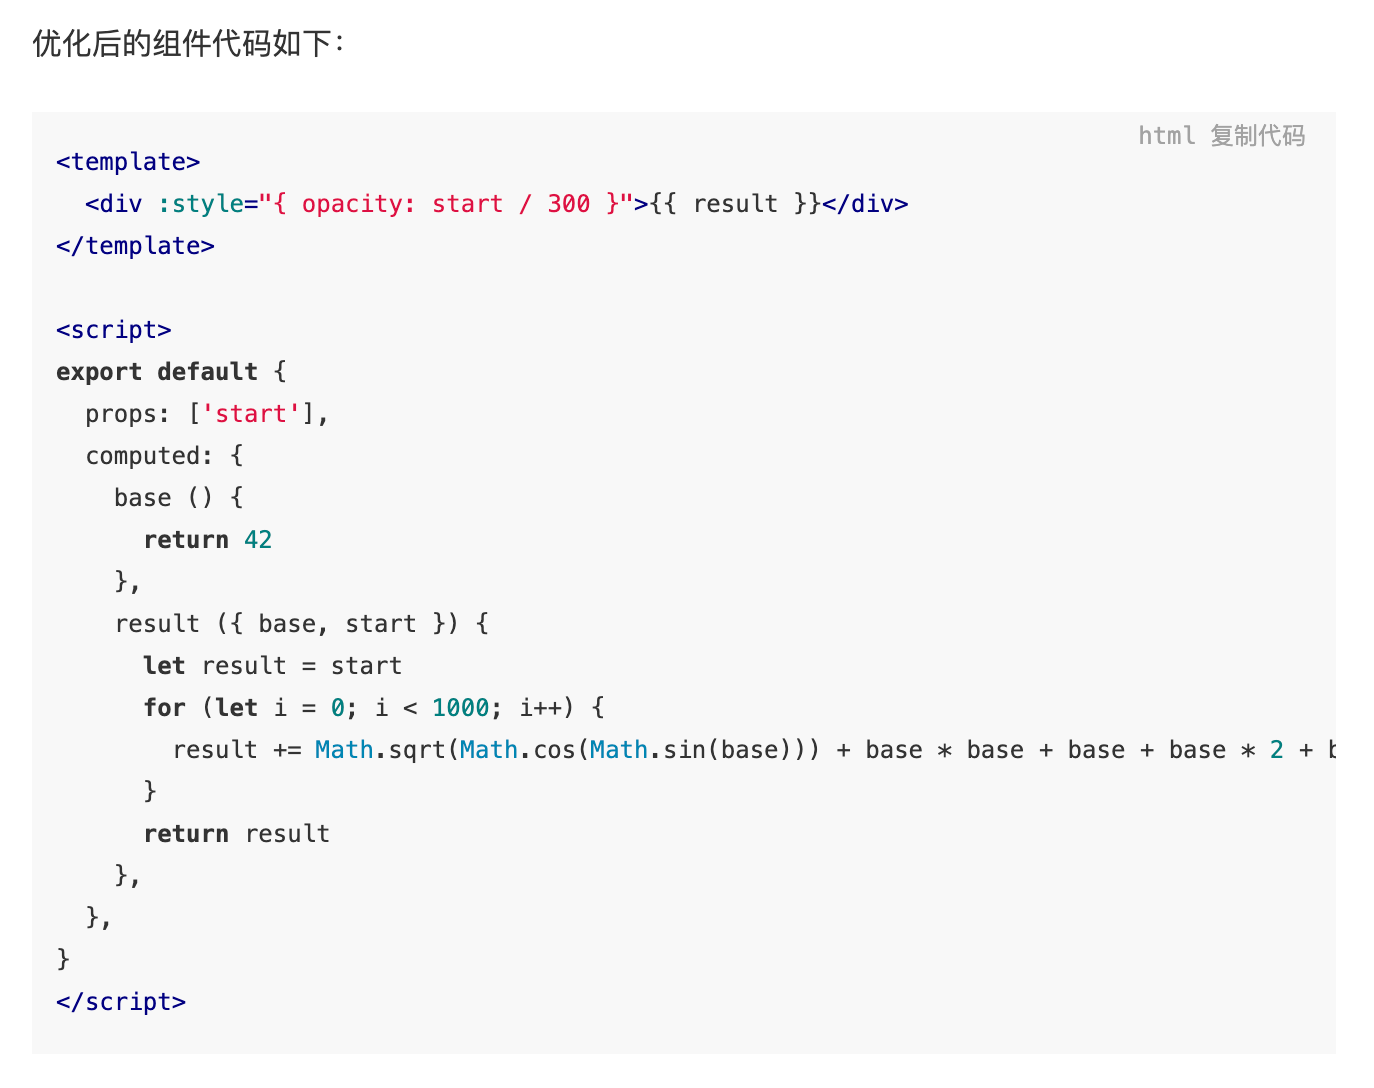 优化后的组件代码如下：
html 复制代码
<template>
  <div :style="{ opacity: start / 300 }">{{ result }}</div>
</template>

<script>
export default {
  props: ['start'],
  computed: {
    base () {
      return 42
    },
    result ({ base, start }) {
      let result = start
      for (let i = 0; i < 1000; i++) {
        result += Math.sqrt(Math.cos(Math.sin(base))) + base * base + base + base * 2 +
      }
      return result
    },
  },
}
</script>